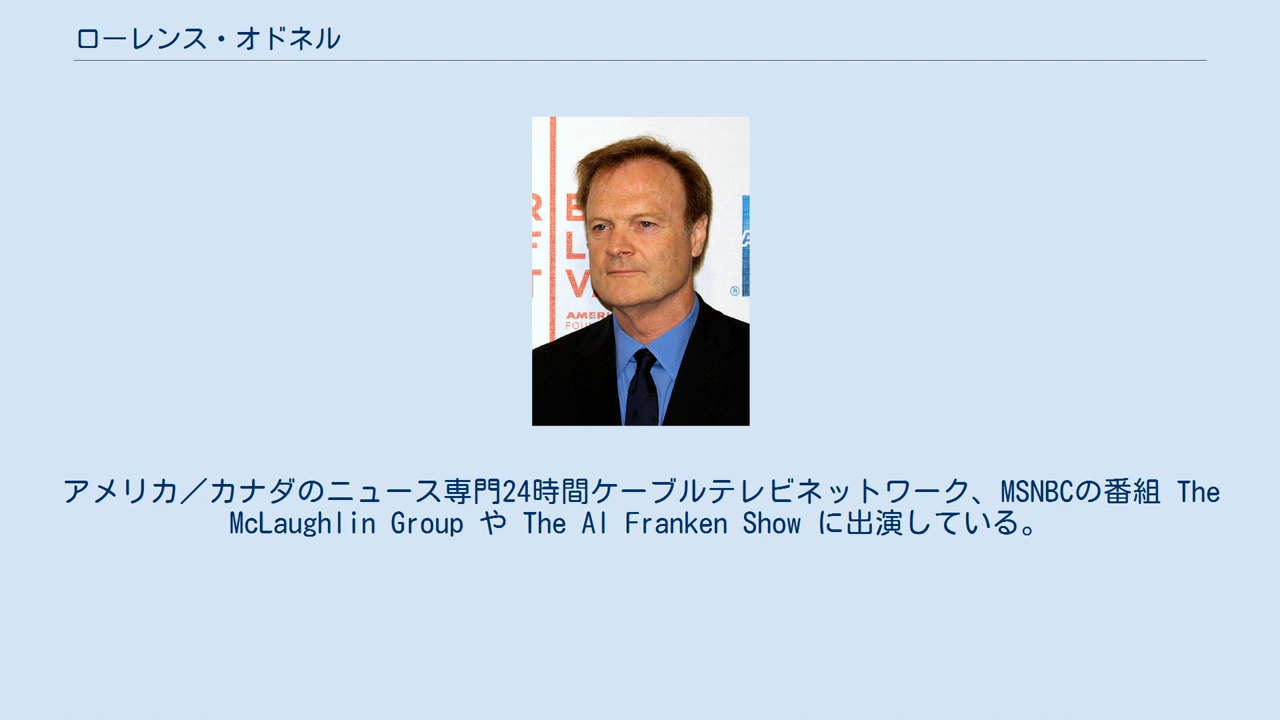 ローレンス・オドネル
R
F
T
B
L
V
AMERI
FOU
®
アメリカ／カナダのニュース専門24時間ケーブルテレビネットワーク、MSNBCの番組 The
McLaughlin Group や The Al Franken Show に出演している。